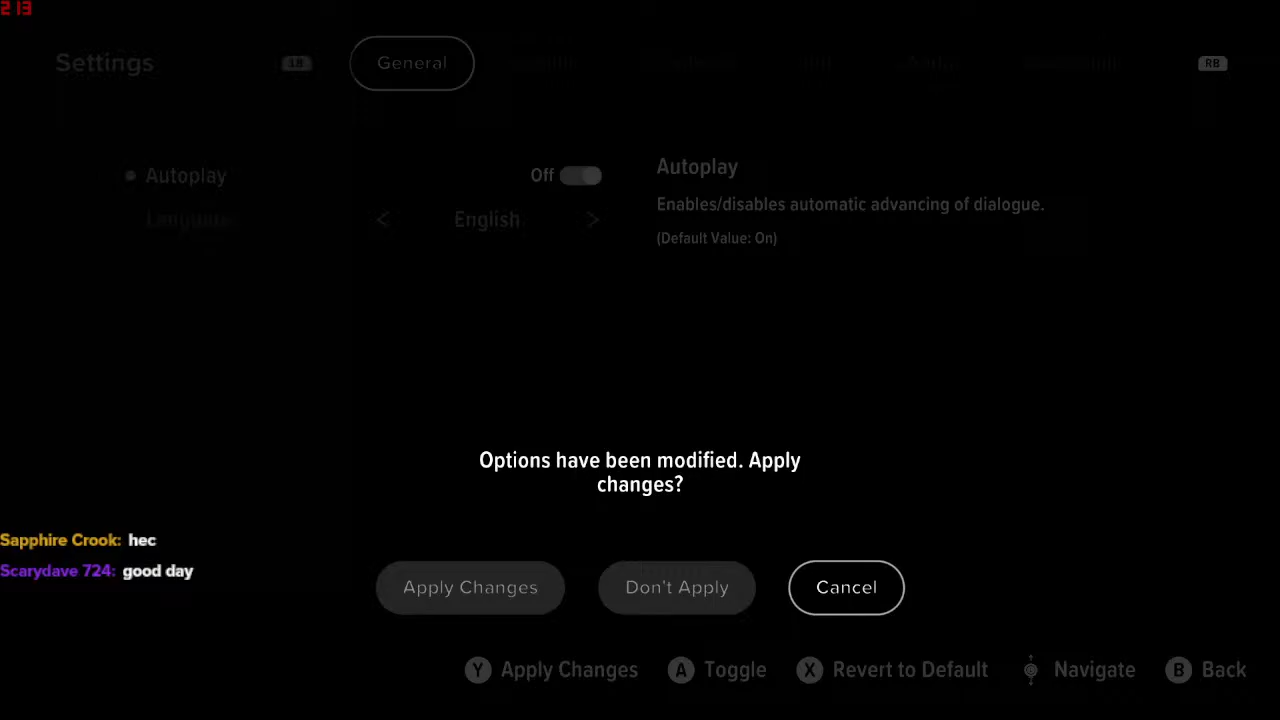 213
Settings
LB
General
RB
Autoplay
Off
Autoplay
Language
English
Enables/disables automatic advancing of dialogue.
(Default Value: On)
Options have been modified. Apply
changes?
Sapphire Crook: hec
Scarydave 724: good day
Apply Changes
Don't Apply
Cancel
Y Apply Changes
A Toggle
X Revert to Default
Navigate
B Back